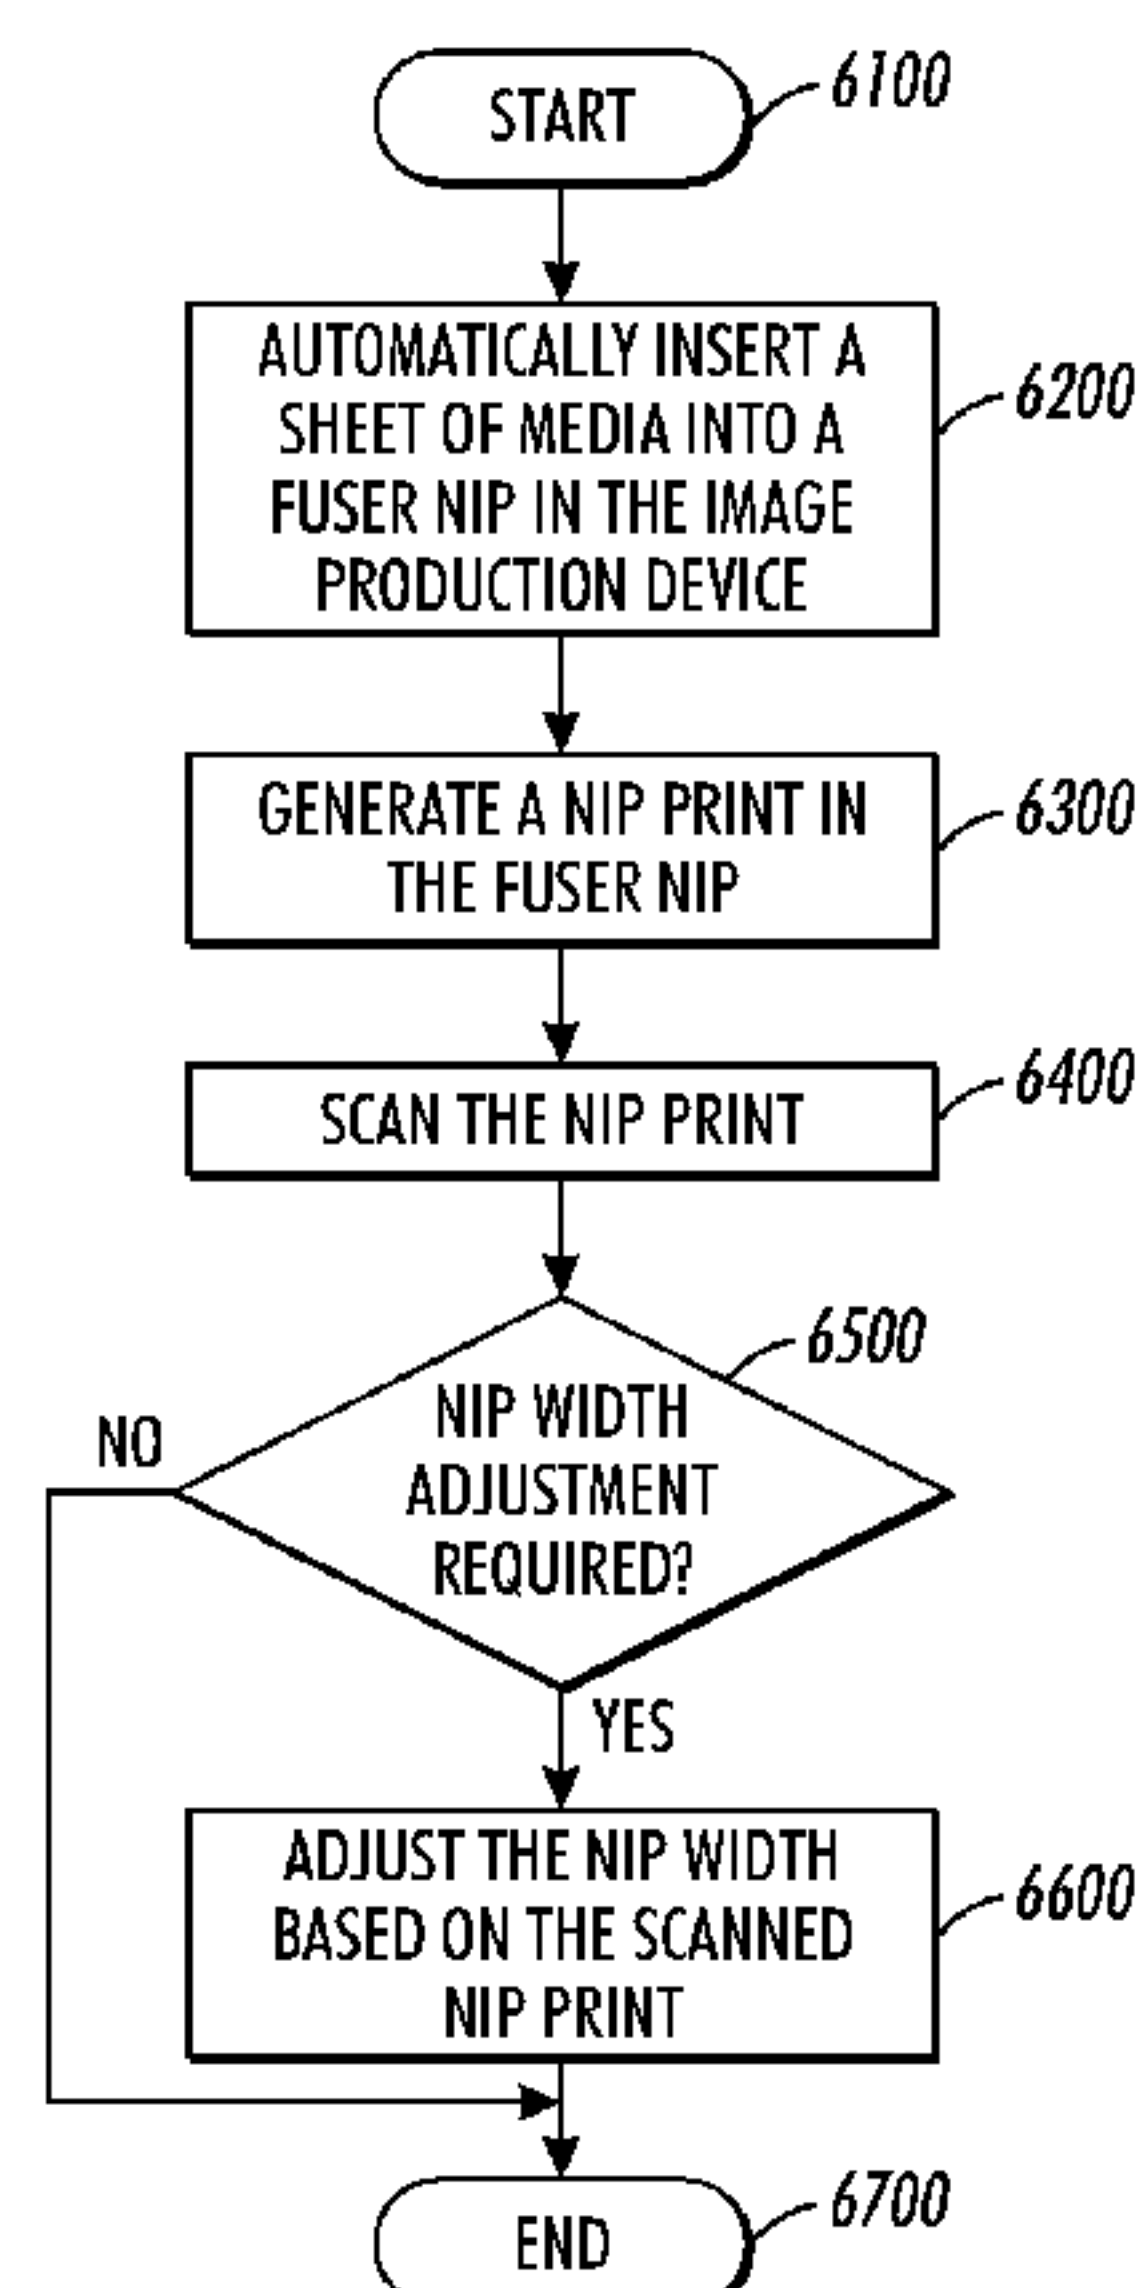 START
6100
AUTOMATICALLY INSERT A
SHEET OF MEDIA INTO A
FUSER NIP IN THE IMAGE
PRODUCTION DEVICE
6200
GENERATE A NIP PRINT IN
THE FUSER NIP
6300
SCAN THE NIP PRINT
6400
NIP WIDTH
ADJUSTMENT
REQUIRED?
6500
NO
YES
ADJUST THE NIP WIDTH
BASED ON THE SCANNED
NIP PRINT
6600
END
6700